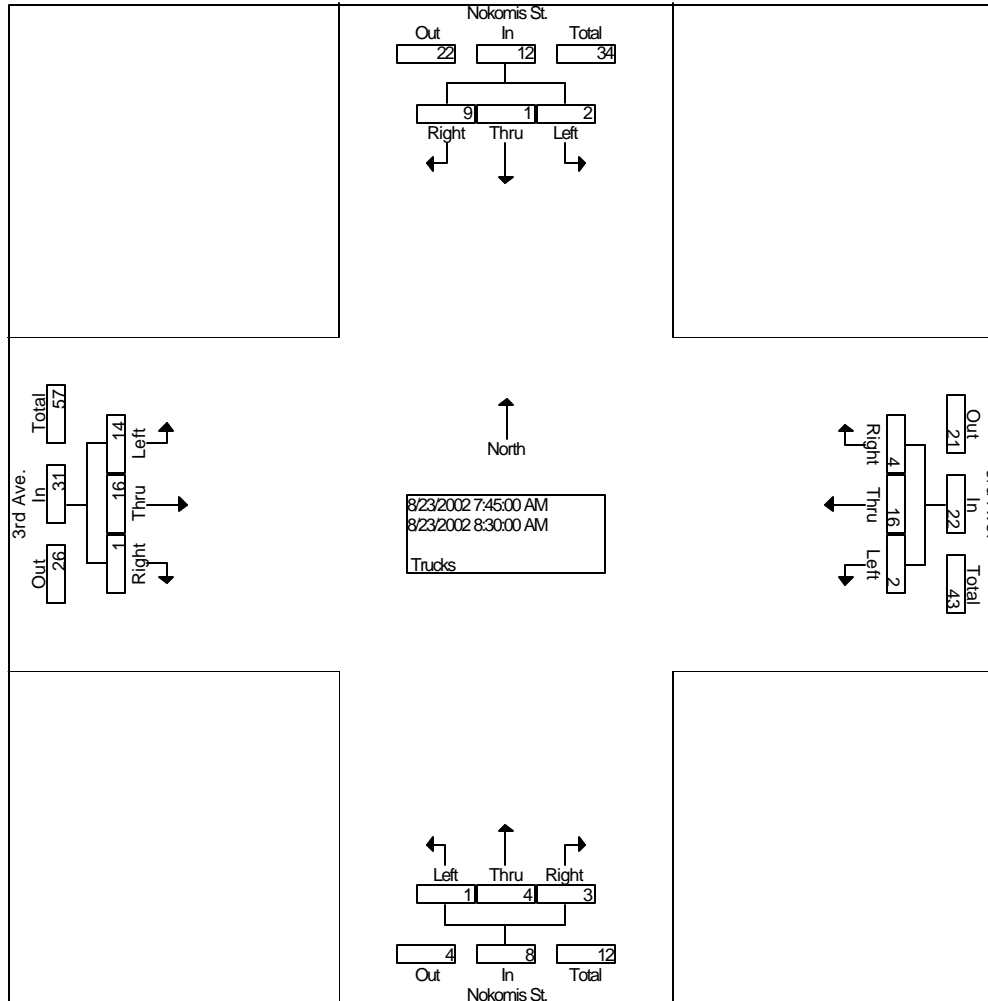 Nokomis St.
Out In Total
22 12 34
9 1 2
Right Thru Left
3rd Ave.
Total In Out
57 31 26
14 16 1
Left Thru Right
North
8/23/2002 7:45:00 AM
8/23/2002 8:30:00 AM
Trucks
Right Thru Left
4 16 2
21 22 43
Out In Total
Left Thru Right
1 4 3
4 8 12
Out In Total
Nokomis St.